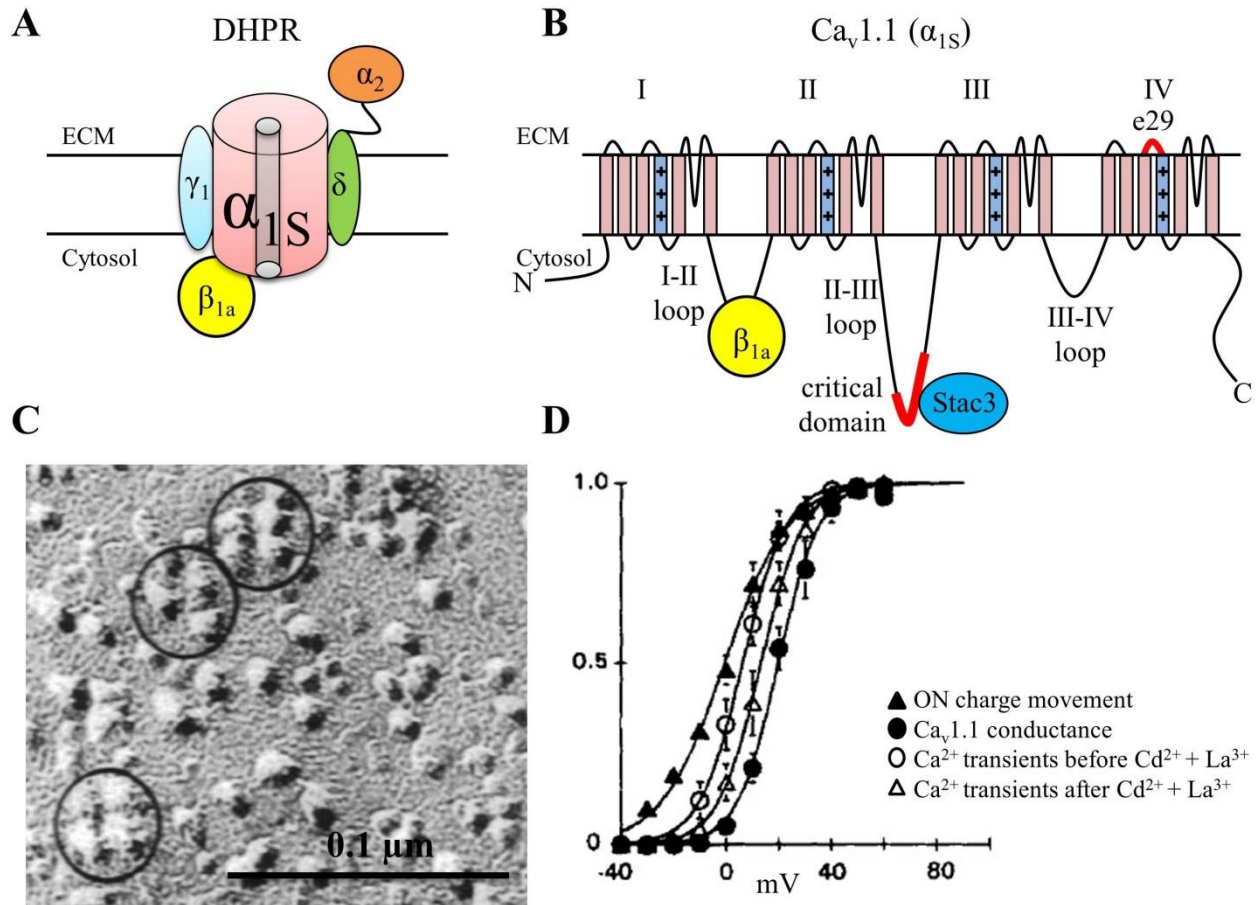 A
DHPR
α₂
ECM
γ₁
α₁S
δ
Cytosol
β₁a
B
Caᵥ1.1 (α₁S)
I
II
III
IV
e29
ECM
+ + + +
+ + + +
+ + + +
Cytosol
N
I-II
loop
β₁a
II-III
loop
III-IV
loop
critical
domain
Stac3
C
C
0.1 μm
D
1.0
0.5
0
-40
0
40
80
mV
ON charge movement
Caᵥ1.1 conductance
Ca²⁺ transients before Cd²⁺ + La³⁺
Ca²⁺ transients after Cd²⁺ + La³⁺